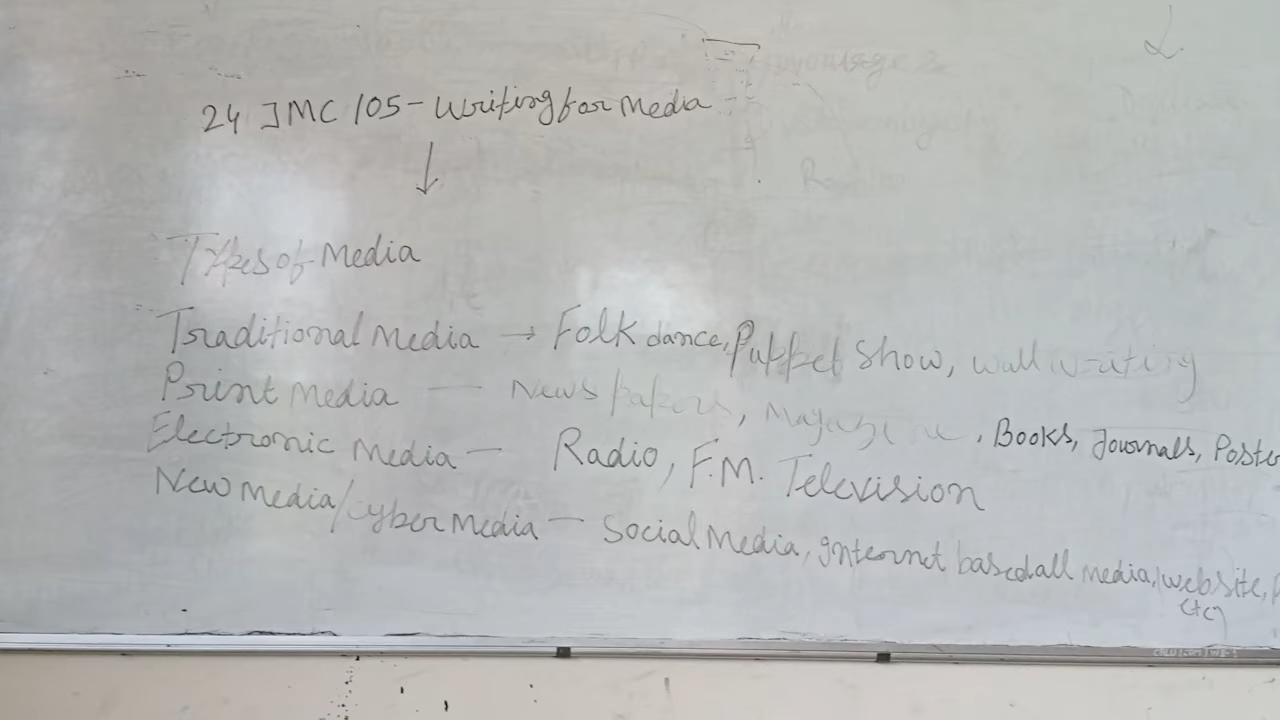 24 JMC 105 - Writing for Media
↓
Types of Media
Traditional Media → Folk dance, Puppet Show, wall writing
Print Media — News papers, Magazine, Books, Journals, Poste
Electronic Media — Radio, F.M. Television
New Media/cyber Media — Social Media, Internet based all media, website,
etc